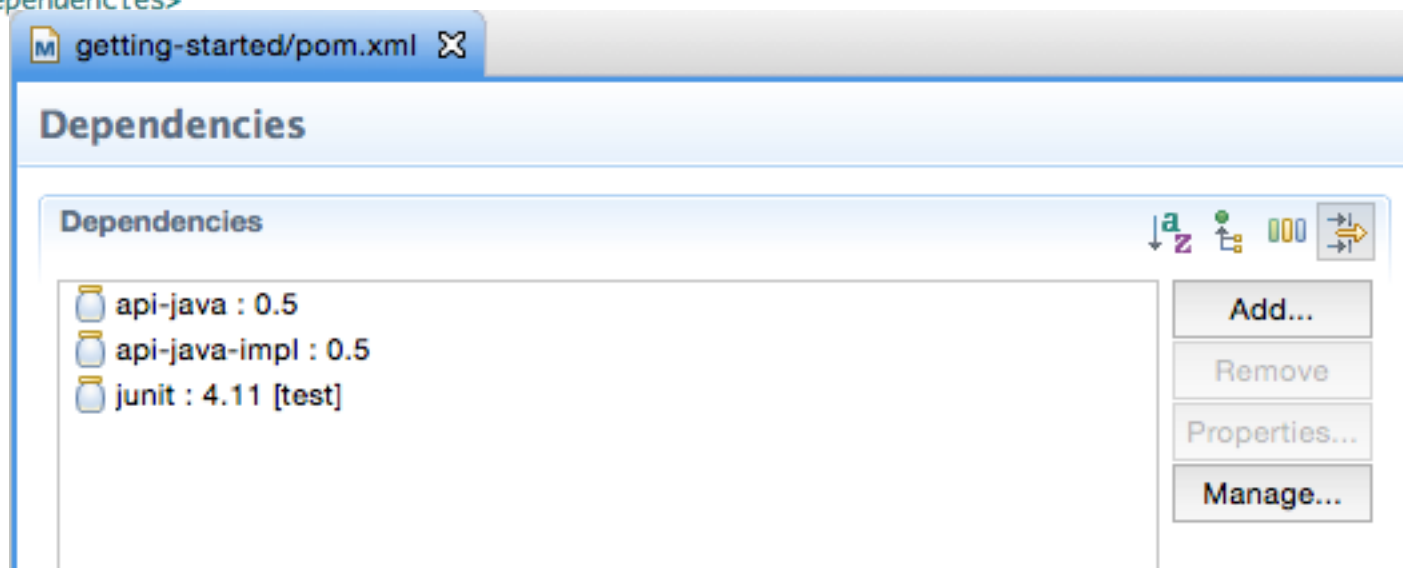 ependencies>
getting-started/pom.xml
Dependencies
Dependencies
api-java : 0.5
api-java-impl : 0.5
junit : 4.11 [test]
Add...
Remove
Properties...
Manage...